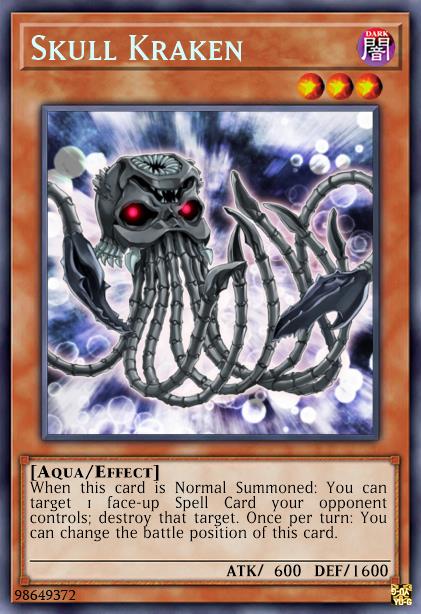 Skull Kraken
DARK
闇
[Aqua/Effect]
When this card is Normal Summoned: You can
target 1 face-up Spell Card your opponent
controls; destroy that target. Once per turn: You
can change the battle position of this card.
ATK/ 600 DEF/1600
98649372